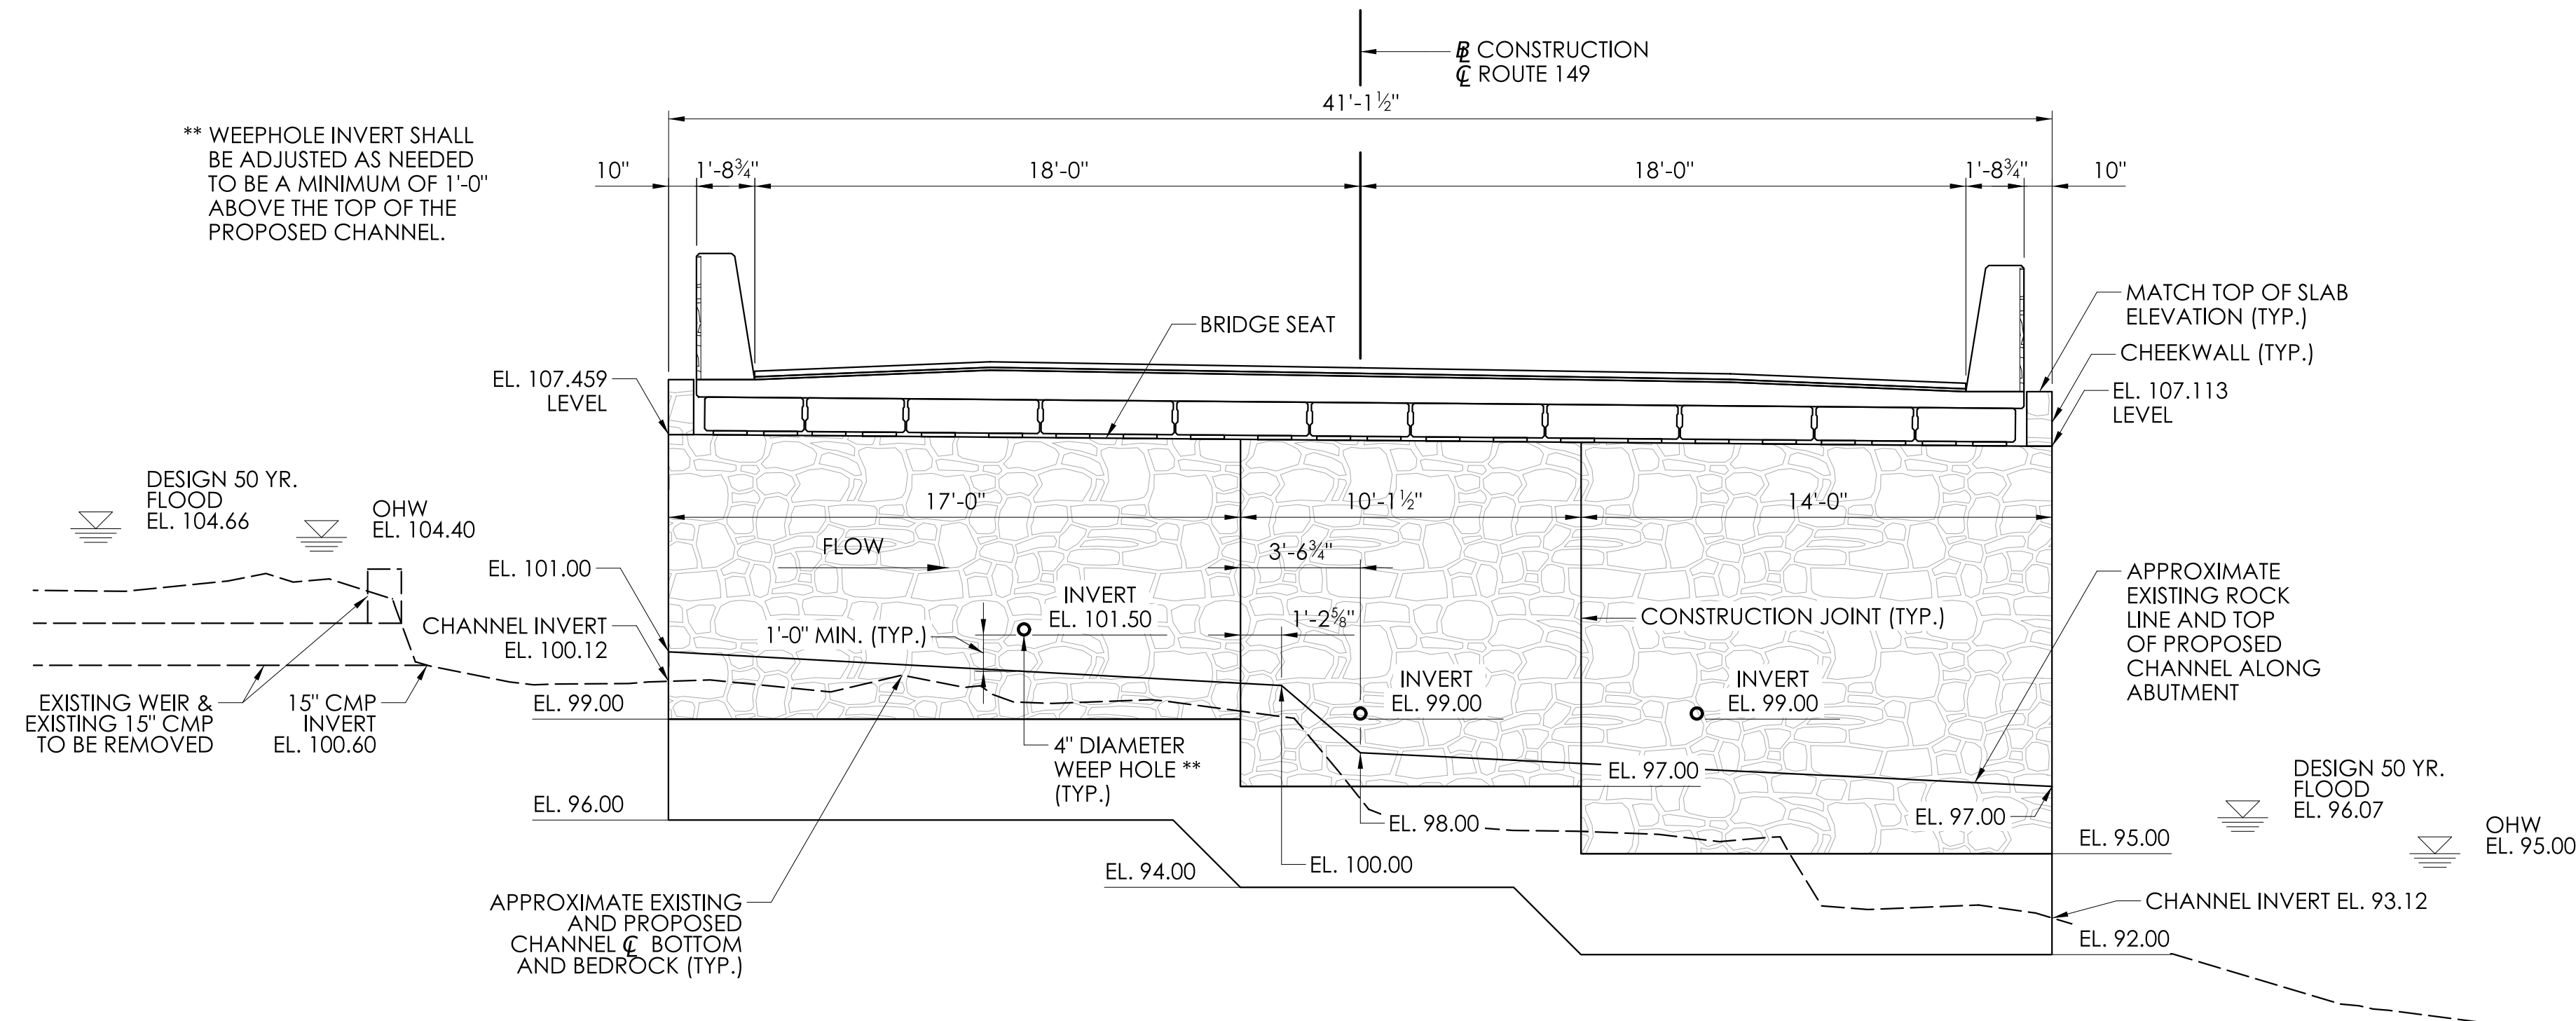 ℄ CONSTRUCTION
℄ ROUTE 149
41'-1½"
** WEEPHOLE INVERT SHALL
BE ADJUSTED AS NEEDED
TO BE A MINIMUM OF 1'-0"
ABOVE THE TOP OF THE
PROPOSED CHANNEL.
10"
1'-8¾"
18'-0"
18'-0"
1'-8¾"
10"
BRIDGE SEAT
MATCH TOP OF SLAB
ELEVATION (TYP.)
CHEEKWALL (TYP.)
EL. 107.459
LEVEL
EL. 107.113
LEVEL
DESIGN 50 YR.
FLOOD
EL. 104.66
OHW
EL. 104.40
17'-0"
10'-1½"
14'-0"
FLOW
3'-6¾"
EL. 101.00
INVERT
EL. 101.50
1'-2⅝"
CONSTRUCTION JOINT (TYP.)
APPROXIMATE
EXISTING ROCK
LINE AND TOP
OF PROPOSED
CHANNEL ALONG
ABUTMENT
CHANNEL INVERT
EL. 100.12
1'-0" MIN. (TYP.)
INVERT
EL. 99.00
INVERT
EL. 99.00
EXISTING WEIR &
EXISTING 15" CMP
TO BE REMOVED
15" CMP
INVERT
EL. 100.60
EL. 99.00
4" DIAMETER
WEEP HOLE **
(TYP.)
EL. 97.00
DESIGN 50 YR.
FLOOD
EL. 96.07
EL. 96.00
EL. 98.00
EL. 97.00
EL. 95.00
OHW
EL. 95.00
EL. 94.00
EL. 100.00
APPROXIMATE EXISTING
AND PROPOSED
CHANNEL ℄ BOTTOM
AND BEDROCK (TYP.)
CHANNEL INVERT EL. 93.12
EL. 92.00